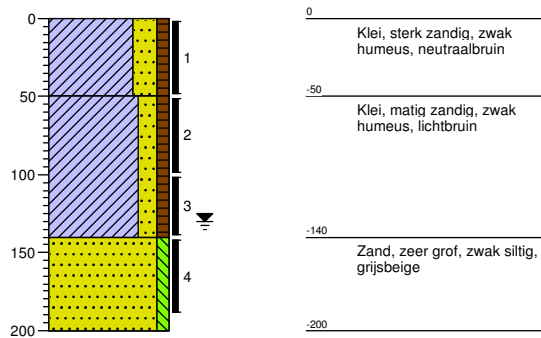 0
50
100
150
200
1
2
3
4
0
Klei, sterk zandig, zwak
humeus, neutraalbruin
-50
Klei, matig zandig, zwak
humeus, lichtbruin
-140
Zand, zeer grof, zwak siltig,
grijsbeige
-200